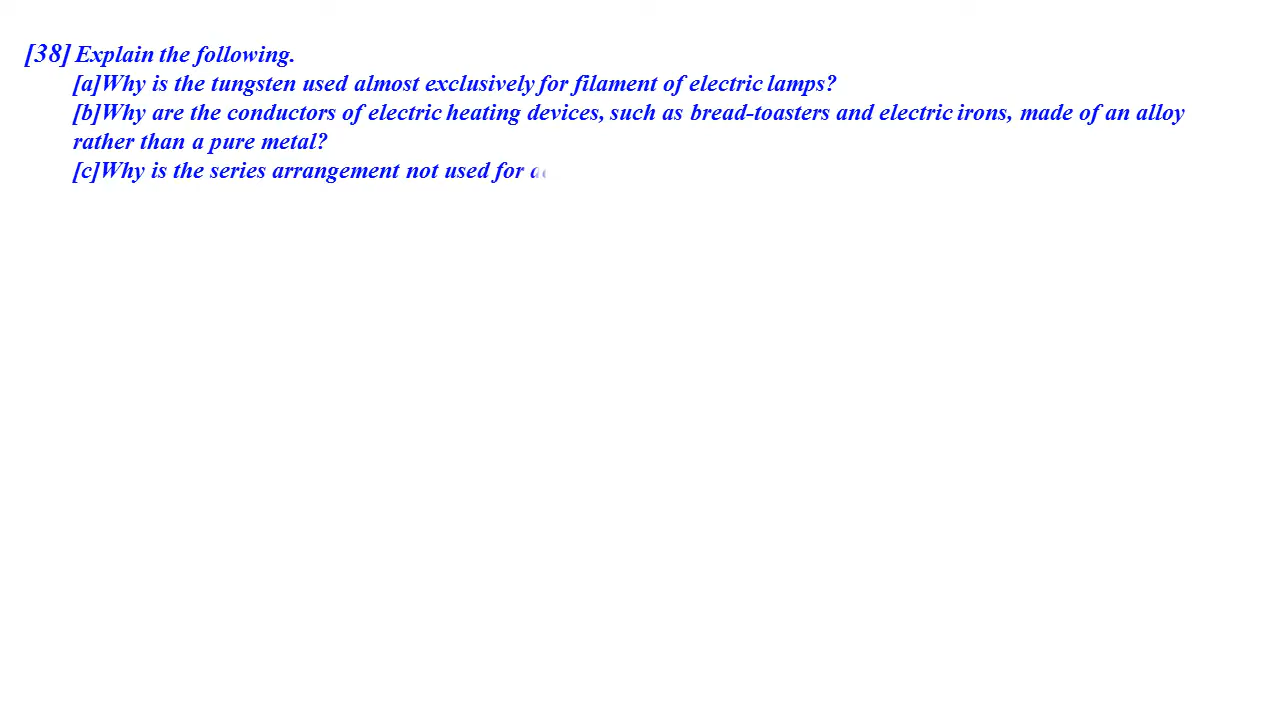 [38] Explain the following.
[a]Why is the tungsten used almost exclusively for filament of electric lamps?
[b]Why are the conductors of electric heating devices, such as bread-toasters and electric irons, made of an alloy
rather than a pure metal?
[c]Why is the series arrangement not used for